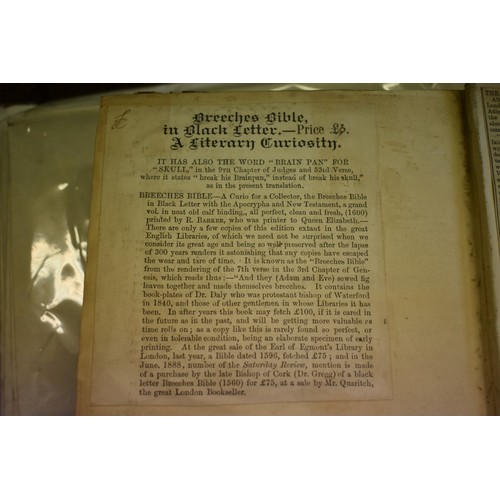 Breeches Bible,
in Black Letter.—Price £5.
A Literary Curiosity.
IT HAS ALSO THE WORD "BRAIN PAN" FOR
"SKULL," in the 9TH Chapter of Judges and 53rd Verse,
where it states "break his Brainpan," instead of break his skull,"
as in the present translation.
BREECHES BIBLE—A Curio for a Collector, the Breeches Bible
in Black Letter with the Apocrypha and New Testament, a grand
vol. in neat old calf binding,, all perfect, clean and fresh, (1600)
printed by R. BARKER, who was printer to Queen Elizabeth.—
There are only a few copies of this edition extant in the great
English Libraries, of which we need not be surprised when we
consider its great age and being so well preserved after the lapse
of 300 years renders it astonishing that any copies have escaped
the wear and tare of time. It is known as the "Breeches Bible"
from the rendering of the 7th verse in the 3rd Chapter of Gen-
esis, which reads thus:—"And they (Adam and Eve) sowed fig
leaves together and made themselves breeches. It contains the
book-plates of Dr. Daly who was protestant bishop of Waterford
in 1840, and those of other gentlemen in whose Libraries it has
been. In after years this book may fetch £100, if it is cared in
the future as in the past, and will be getting more valuable as
time rolls on; as a copy like this is rarely found so perfect, or
even in toleable condition, being an elaborate specimen of early
printing. At the great sale of the Earl of Egmont's Library in
London, last year, a Bible dated 1596, fetched £75; and in the
June, 1888, number of the Saturday Review, mention is made
of a purchase by the late Bishop of Cork (Dr. Gregg) of a black
letter Breeches Bible (1560) for £75, at a sale by Mr. Quaritch,
the great London Bookseller.